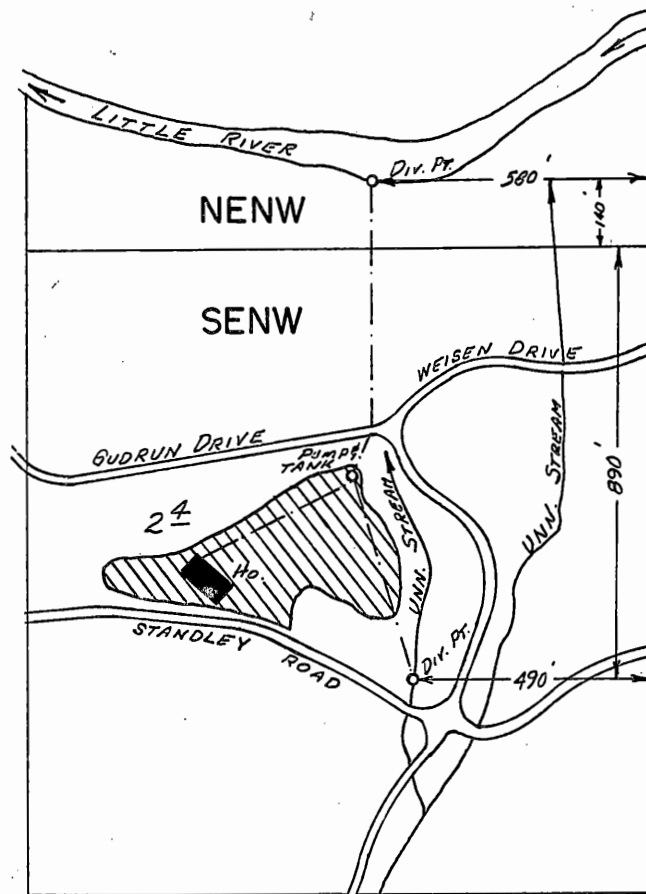 LITTLE RIVER
DIV. PT.
580'
140'
NENW
SENW
WEISEN DRIVE
GUDRUN DRIVE
PUMP &
TANK
UNN. STREAM
UNN. STREAM
890'
2 4
HO.
STANDLEY ROAD
DIV. PT.
490'